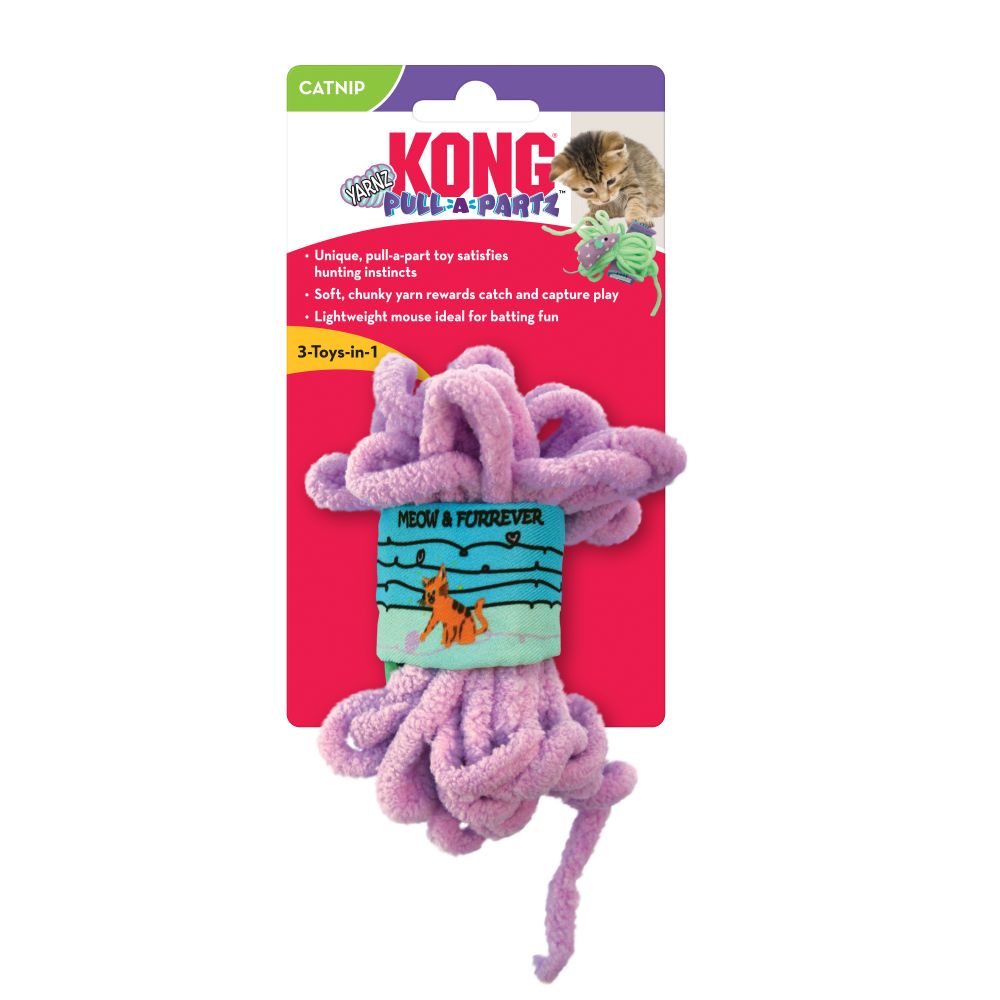 CATNIP
KONG®
YARNZ
PULL-A-PARTZ™
• Unique, pull-a-part toy satisfies
hunting instincts
• Soft, chunky yarn rewards catch and capture play
• Lightweight mouse ideal for batting fun
3-Toys-in-1
MEOW & FURREVER